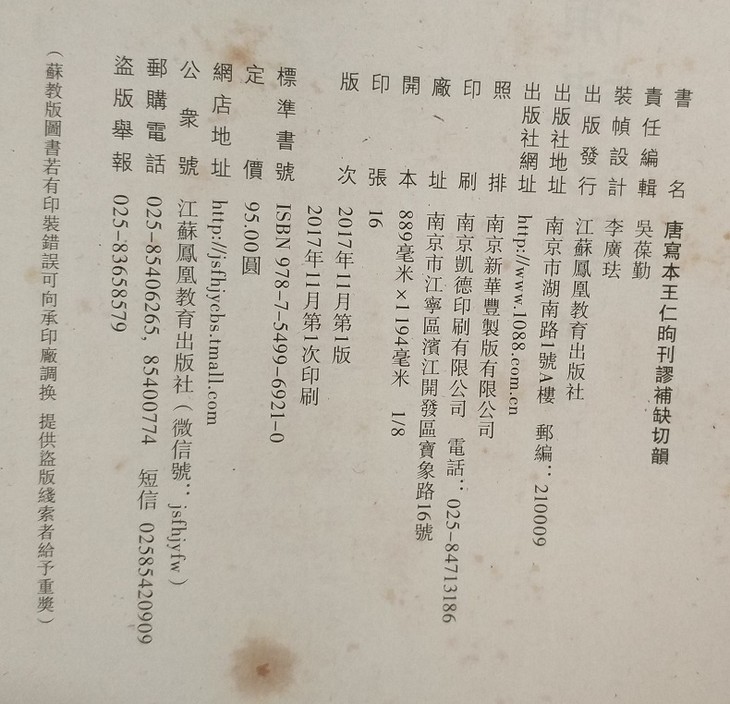 書名　唐寫本王仁昫刊謬補缺切韻
責任編輯　吳葆勤
裝幀設計　李廣珐
出版發行　江蘇鳳凰教育出版社
出版社地址　南京市湖南路1號A樓　郵編：210009
出版社網址　http://www.1088.com.cn
照排　南京新華豐製版有限公司
印刷　南京凱德印刷有限公司　電話：025-84713186
廠址　南京市江寧區濱江開發區寶象路16號
開本　889毫米×1194毫米　1/8
印張　16
版次　2017年11月第1版
2017年11月第1次印刷
標準書號　ISBN 978-7-5499-6921-0
定價　95.00圓
網店地址　http://jsfhjycbs.tmall.com
公衆號　江蘇鳳凰教育出版社（微信號：jsfhjyfw）
郵購電話　025-85406265, 85400774　短信 02585420909
盜版舉報　025-83658579
（蘇教版圖書若有印裝錯誤可向承印廠調换　提供盜版綫索者給予重獎）